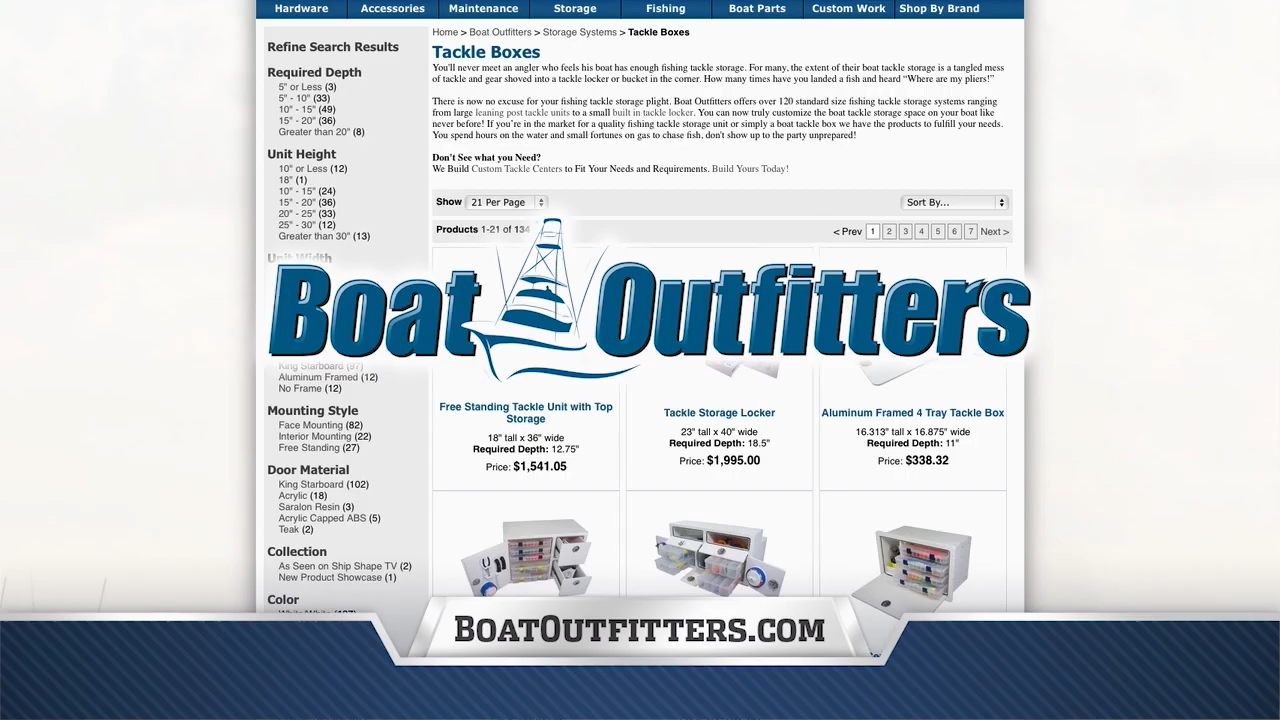 Hardware
Accessories
Maintenance
Storage
Fishing
Boat Parts
Custom Work
Shop By Brand
Refine Search Results
Required Depth
5" or Less (3)
5" - 10" (33)
10" - 15" (49)
15" - 20" (36)
Greater than 20" (8)
Unit Height
10" or Less (12)
18" (1)
10" - 15" (24)
15" - 20" (36)
20" - 25" (33)
25" - 30" (12)
Greater than 30" (13)
Unit Width
King Starboard (97)
Aluminum Framed (12)
No Frame (12)
Mounting Style
Face Mounting (82)
Interior Mounting (22)
Free Standing (27)
Door Material
King Starboard (102)
Acrylic (18)
Saralon Resin (3)
Acrylic Capped ABS (5)
Teak (2)
Collection
As Seen on Ship Shape TV (2)
New Product Showcase (1)
Color
Home > Boat Outfitters > Storage Systems > Tackle Boxes
Tackle Boxes
You'll never meet an angler who feels his boat has enough fishing tackle storage. For many, the extent of their boat tackle storage is a tangled mess
of tackle and gear shoved into a tackle locker or bucket in the corner. How many times have you landed a fish and heard “Where are my pliers!”
There is now no excuse for your fishing tackle storage plight. Boat Outfitters offers over 120 standard size fishing tackle storage systems ranging
from large leaning post tackle units to a small built in tackle locker. You can now truly customize the boat tackle storage space on your boat like
never before! If you're in the market for a quality fishing tackle storage unit or simply a boat tackle box we have the products to fulfill your needs.
You spend hours on the water and small fortunes on gas to chase fish, don't show up to the party unprepared!
Don't See what you Need?
We Build Custom Tackle Centers to Fit Your Needs and Requirements. Build Yours Today!
Show 21 Per Page
Sort By...
Products 1-21 of 134
< Prev 1 2 3 4 5 6 7 Next >
Boat Outfitters
Free Standing Tackle Unit with Top
Storage
18" tall x 36" wide
Required Depth: 12.75"
Price: $1,541.05
Tackle Storage Locker
23" tall x 40" wide
Required Depth: 18.5"
Price: $1,995.00
Aluminum Framed 4 Tray Tackle Box
16.313" tall x 16.875" wide
Required Depth: 11"
Price: $338.32
BoatOutfitters.com